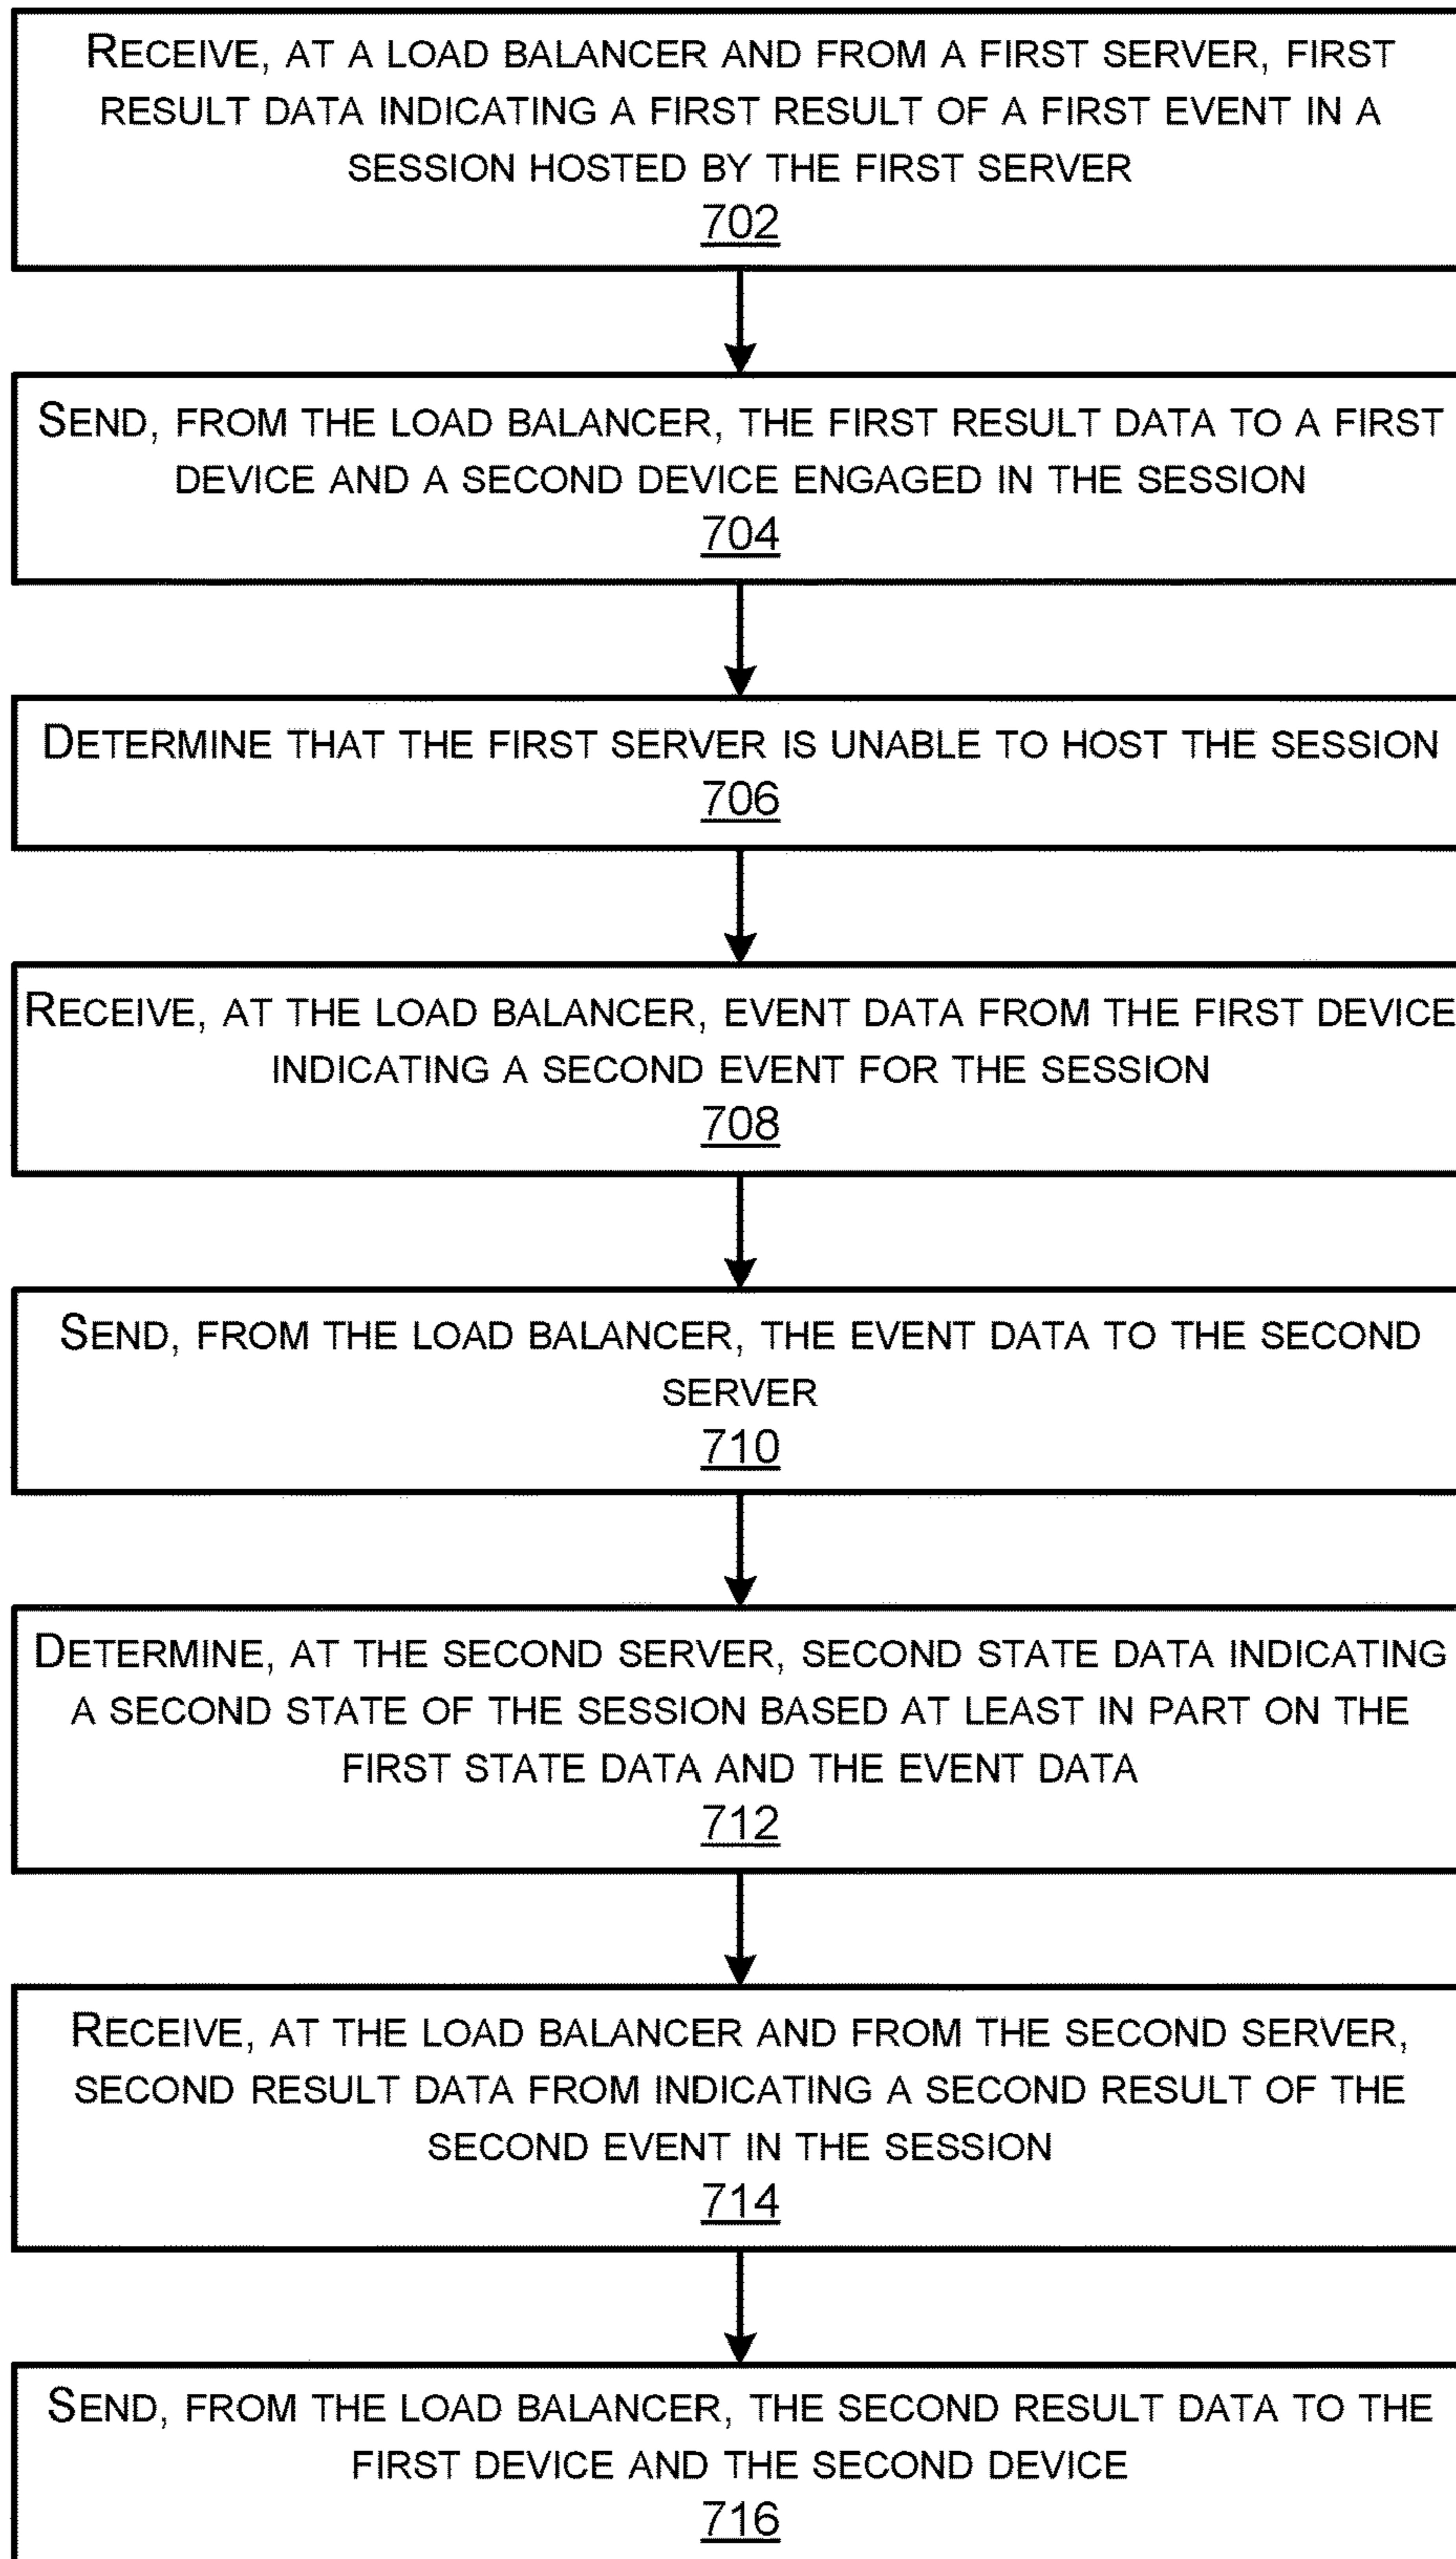 RECEIVE, AT A LOAD BALANCER AND FROM A FIRST SERVER, FIRST
RESULT DATA INDICATING A FIRST RESULT OF A FIRST EVENT IN A
SESSION HOSTED BY THE FIRST SERVER
702
SEND, FROM THE LOAD BALANCER, THE FIRST RESULT DATA TO A FIRST
DEVICE AND A SECOND DEVICE ENGAGED IN THE SESSION
704
DETERMINE THAT THE FIRST SERVER IS UNABLE TO HOST THE SESSION
706
RECEIVE, AT THE LOAD BALANCER, EVENT DATA FROM THE FIRST DEVICE
INDICATING A SECOND EVENT FOR THE SESSION
708
SEND, FROM THE LOAD BALANCER, THE EVENT DATA TO THE SECOND
SERVER
710
DETERMINE, AT THE SECOND SERVER, SECOND STATE DATA INDICATING
A SECOND STATE OF THE SESSION BASED AT LEAST IN PART ON THE
FIRST STATE DATA AND THE EVENT DATA
712
RECEIVE, AT THE LOAD BALANCER AND FROM THE SECOND SERVER,
SECOND RESULT DATA FROM INDICATING A SECOND RESULT OF THE
SECOND EVENT IN THE SESSION
714
SEND, FROM THE LOAD BALANCER, THE SECOND RESULT DATA TO THE
FIRST DEVICE AND THE SECOND DEVICE
716